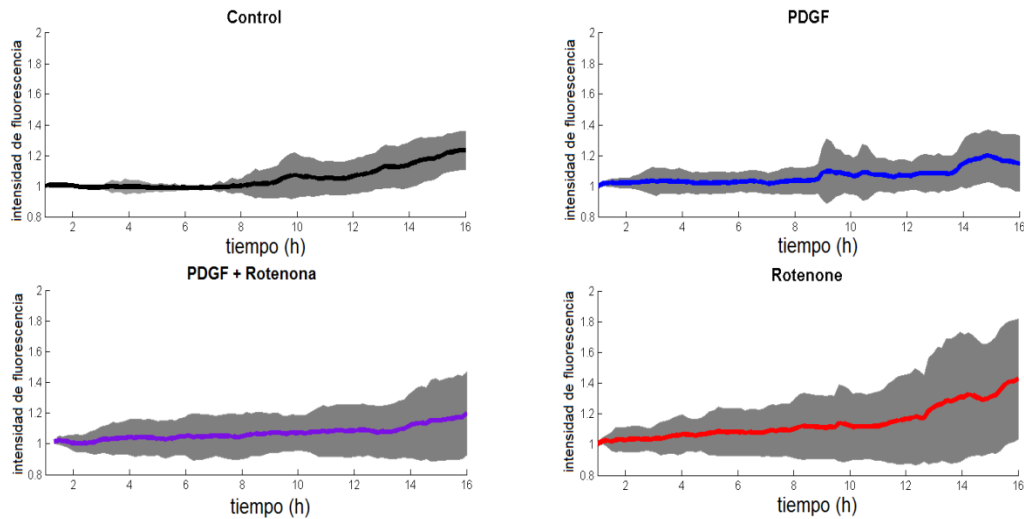 Control
intensidad de fluorescencia
2
1.8
1.6
1.4
1.2
1
0.8
2 4 6 8 10 12 14 16
tiempo (h)
PDGF
intensidad de fluorescencia
2
1.8
1.6
1.4
1.2
1
0.8
2 4 6 8 10 12 14 16
tiempo (h)
PDGF + Rotenona
intensidad de fluorescencia
2
1.8
1.6
1.4
1.2
1
0.8
2 4 6 8 10 12 14 16
tiempo (h)
Rotenone
intensidad de fluorescencia
2
1.8
1.6
1.4
1.2
1
0.8
2 4 6 8 10 12 14 16
tiempo (h)